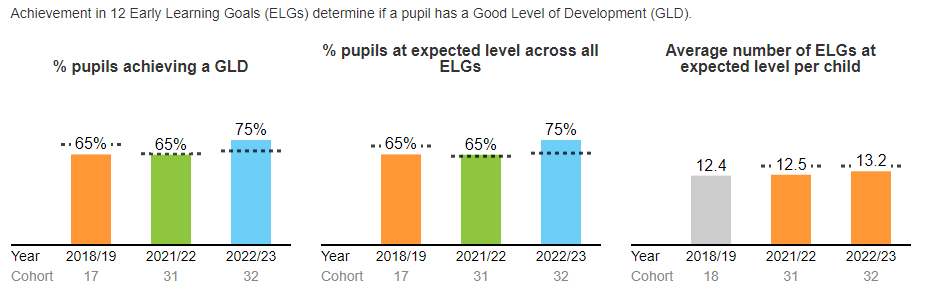 Achievement in 12 Early Learning Goals (ELGs) determine if a pupil has a Good Level of Development (GLD).
% pupils achieving a GLD
65%
65%
75%
Year 2018/19 2021/22 2022/23
Cohort 17 31 32
% pupils at expected level across all
ELGs
65%
65%
75%
Year 2018/19 2021/22 2022/23
Cohort 17 31 32
Average number of ELGs at
expected level per child
12.4
12.5
13.2
Year 2018/19 2021/22 2022/23
Cohort 18 31 32